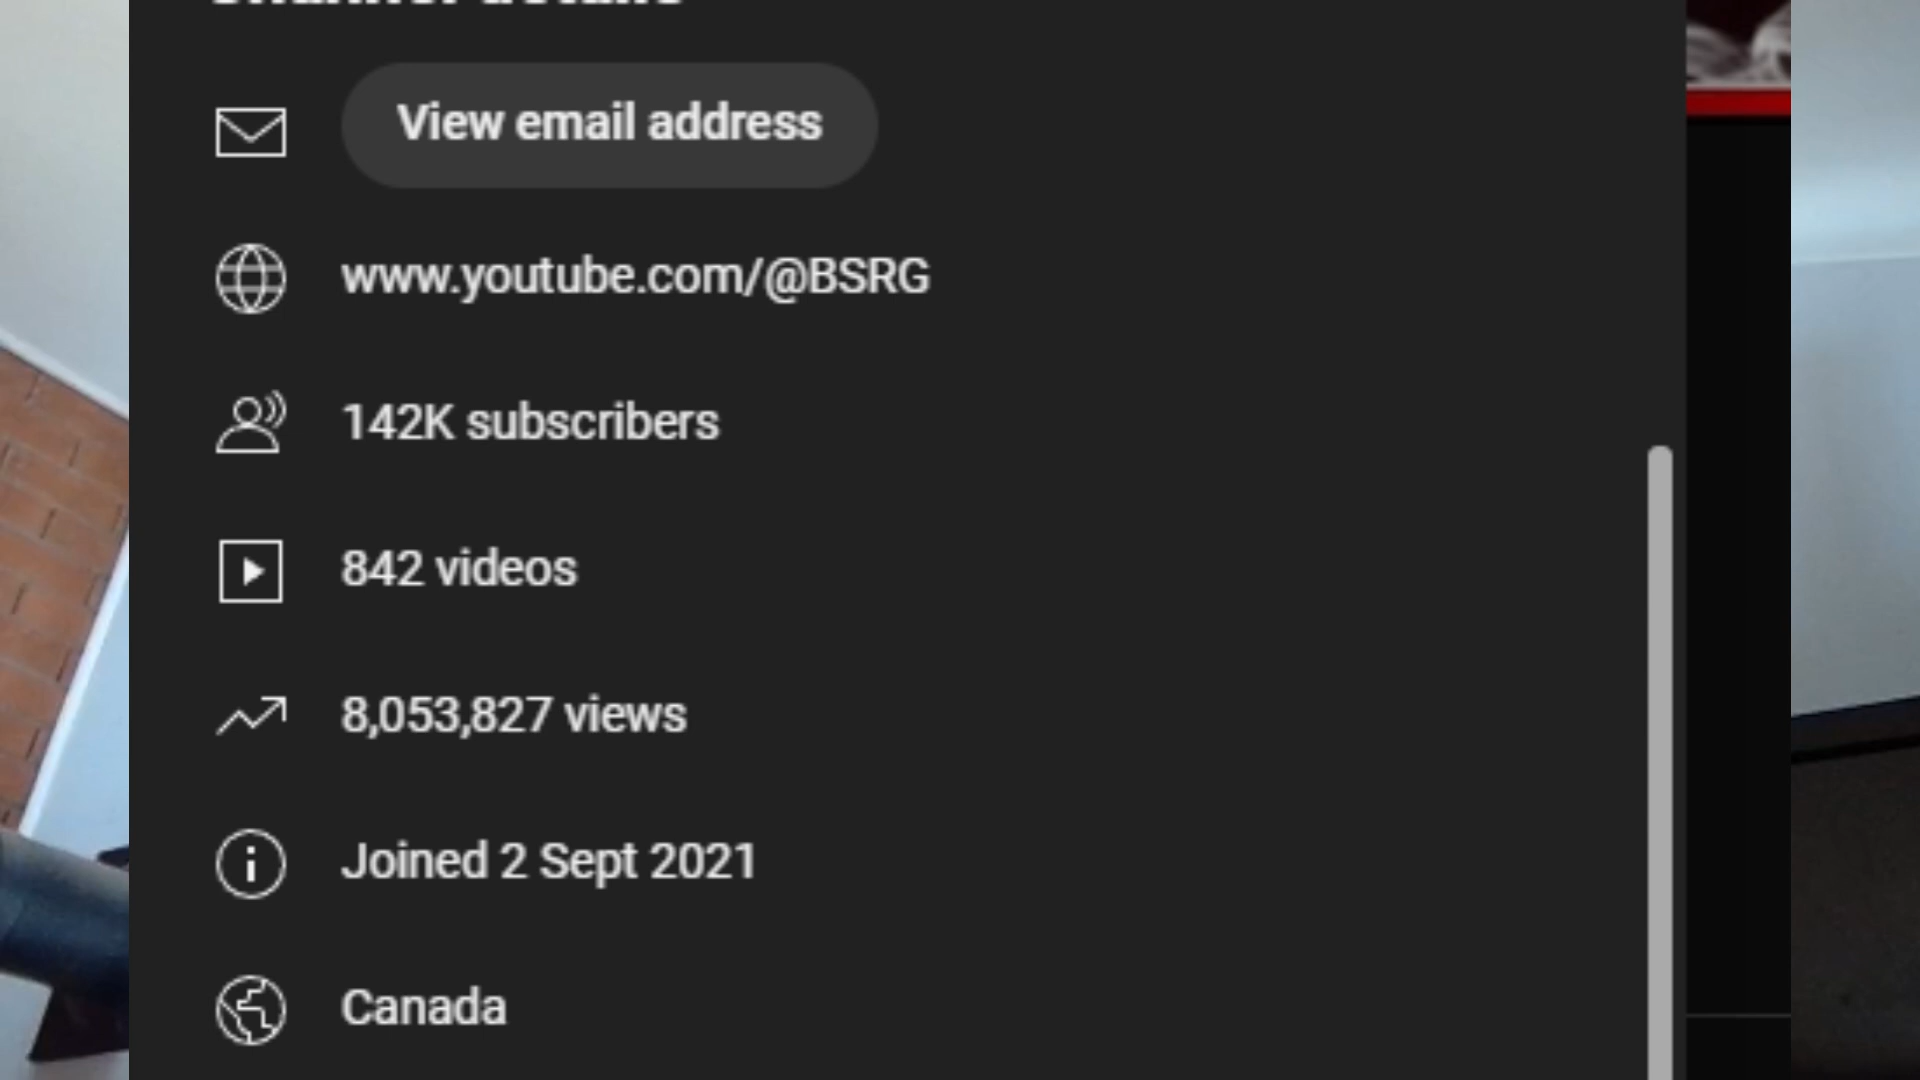 View email address
www.youtube.com/@BSRG
142K subscribers
842 videos
8,053,827 views
Joined 2 Sept 2021
Canada